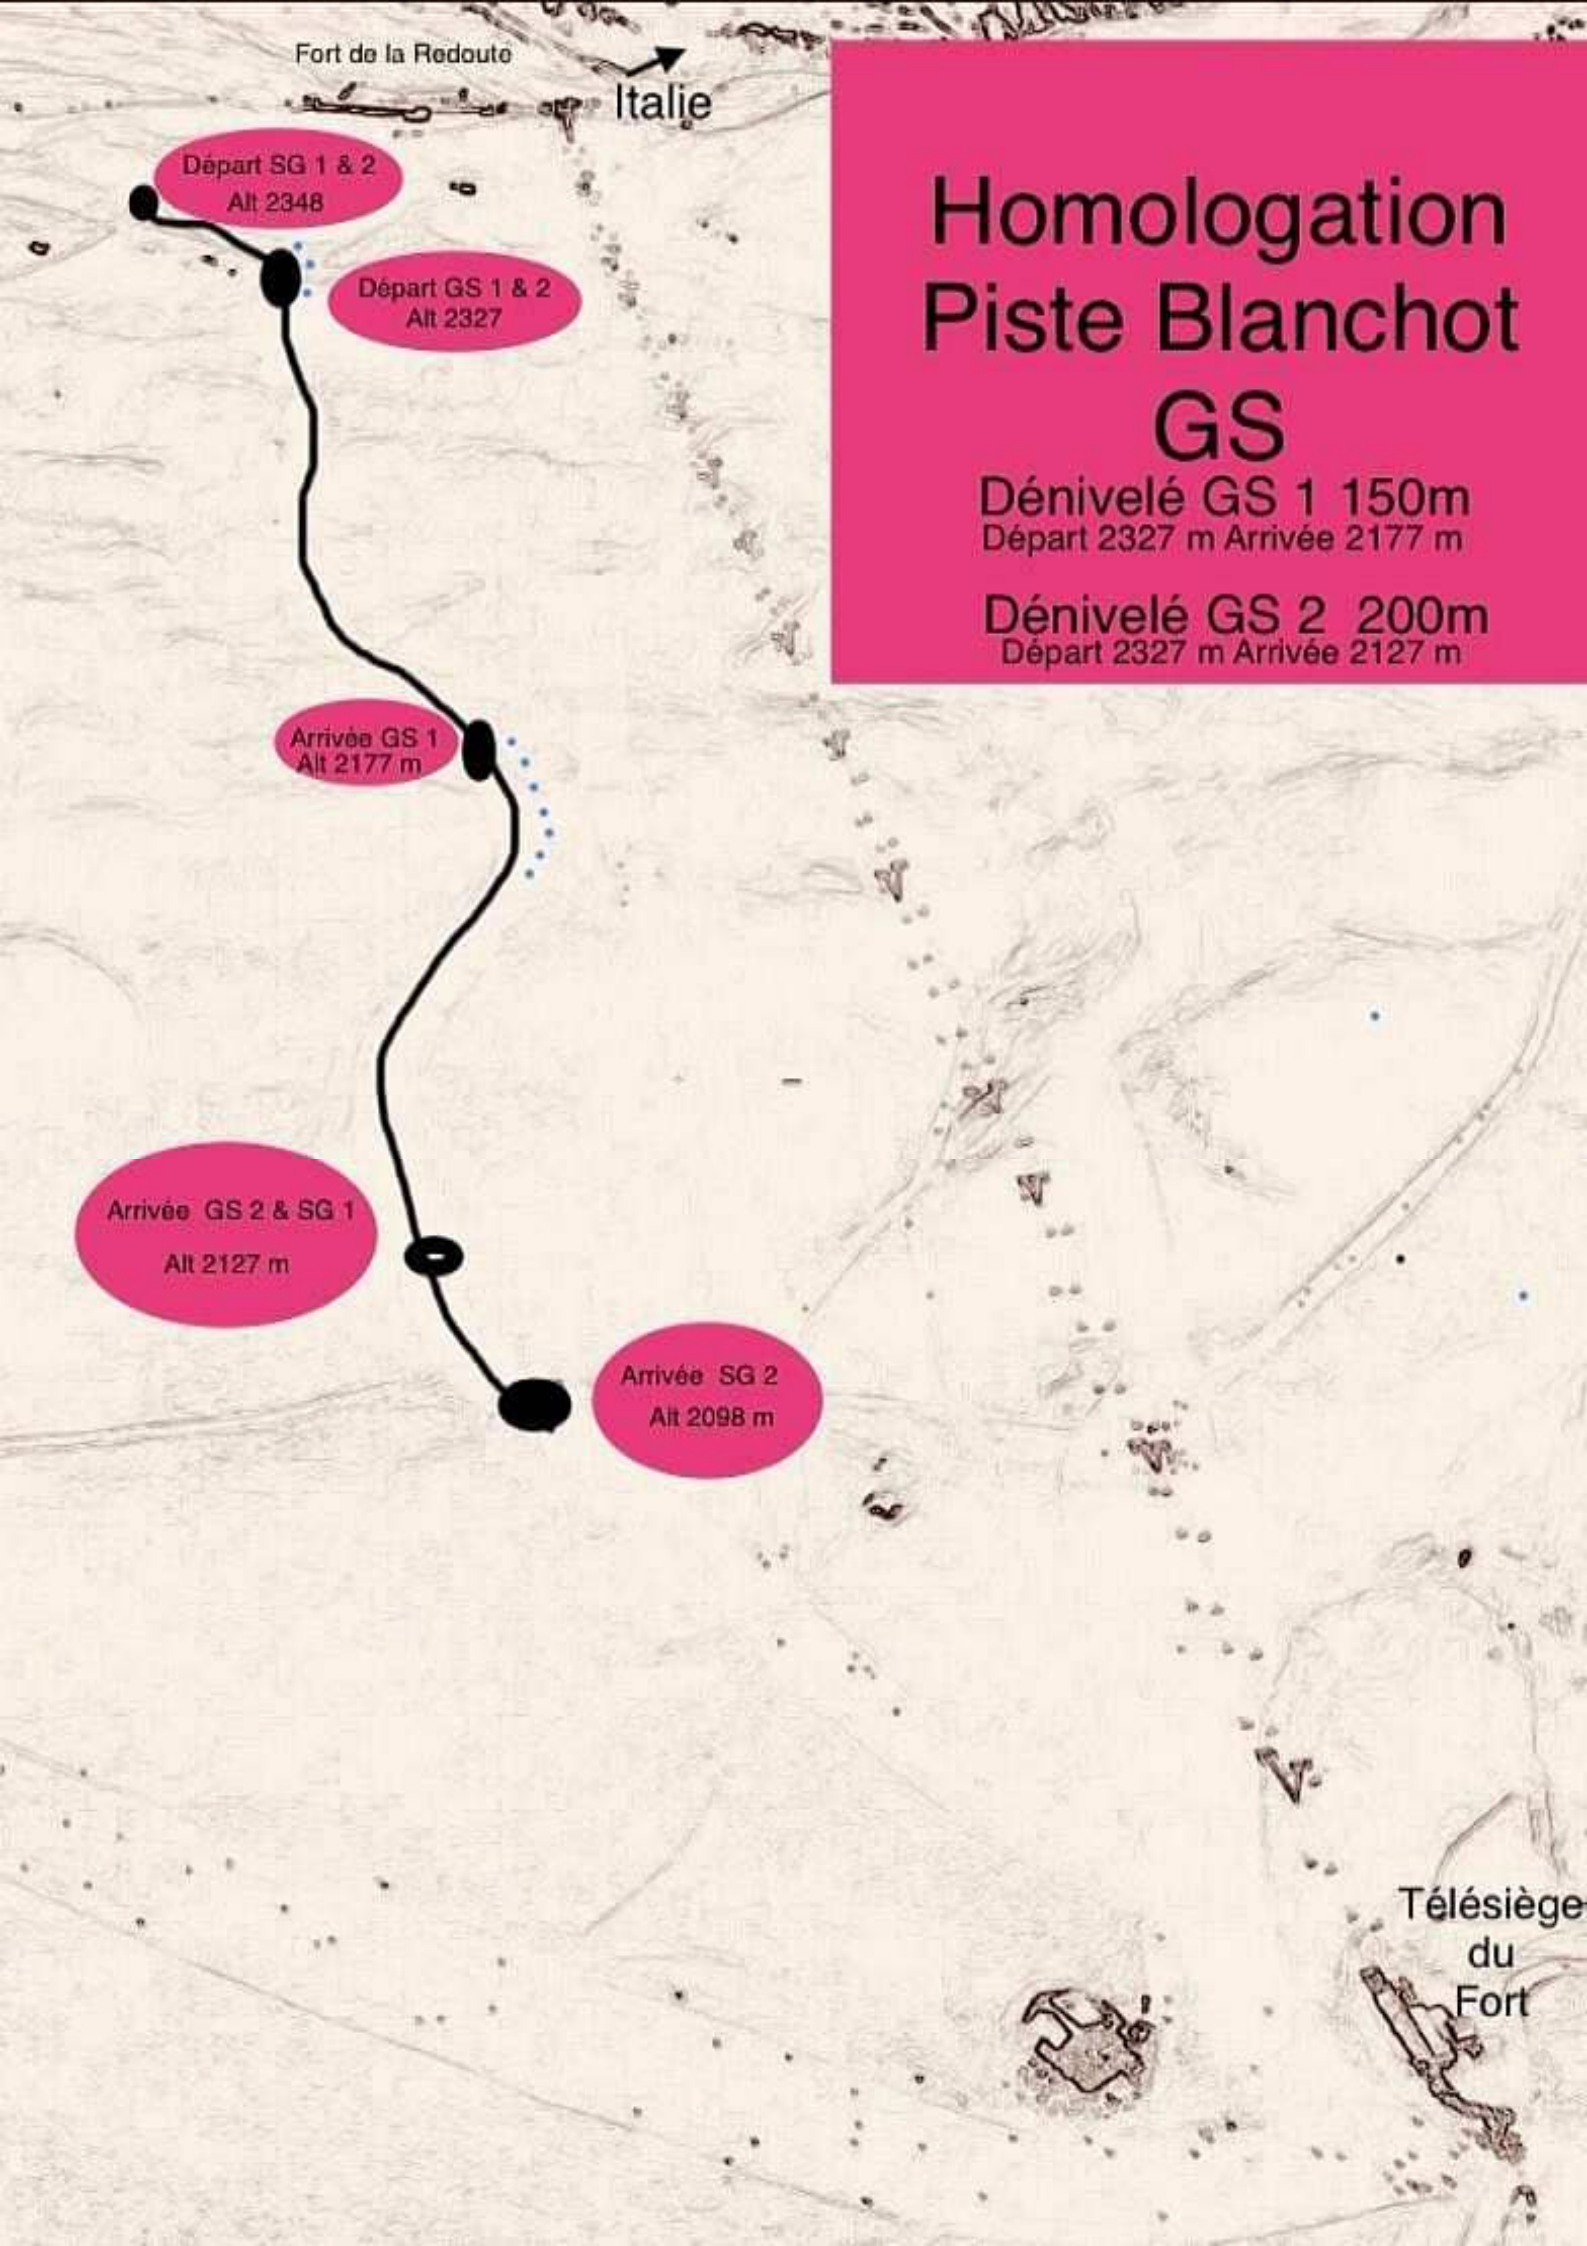 Fort de la Redoute
Italie
Départ SG 1 & 2
Alt 2348
Départ GS 1 & 2
Alt 2327
Homologation
Piste Blanchot
GS
Dénivelé GS 1 150m
Départ 2327 m Arrivée 2177 m
Dénivelé GS 2 200m
Départ 2327 m Arrivée 2127 m
Arrivée GS 1
Alt 2177 m
Arrivée GS 2 & SG 1
Alt 2127 m
Arrivée SG 2
Alt 2098 m
Télésiège
du
Fort